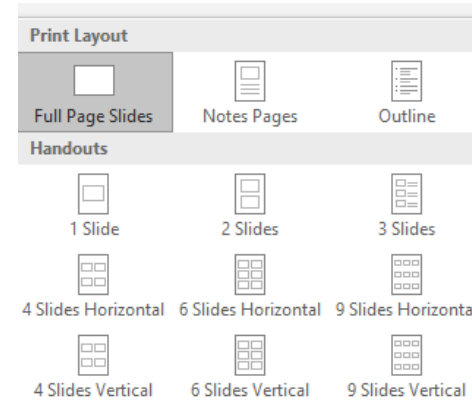 Print Layout
Full Page Slides Notes Pages Outline
Handouts
1 Slide 2 Slides 3 Slides
4 Slides Horizontal 6 Slides Horizontal 9 Slides Horizonta
4 Slides Vertical 6 Slides Vertical 9 Slides Vertical